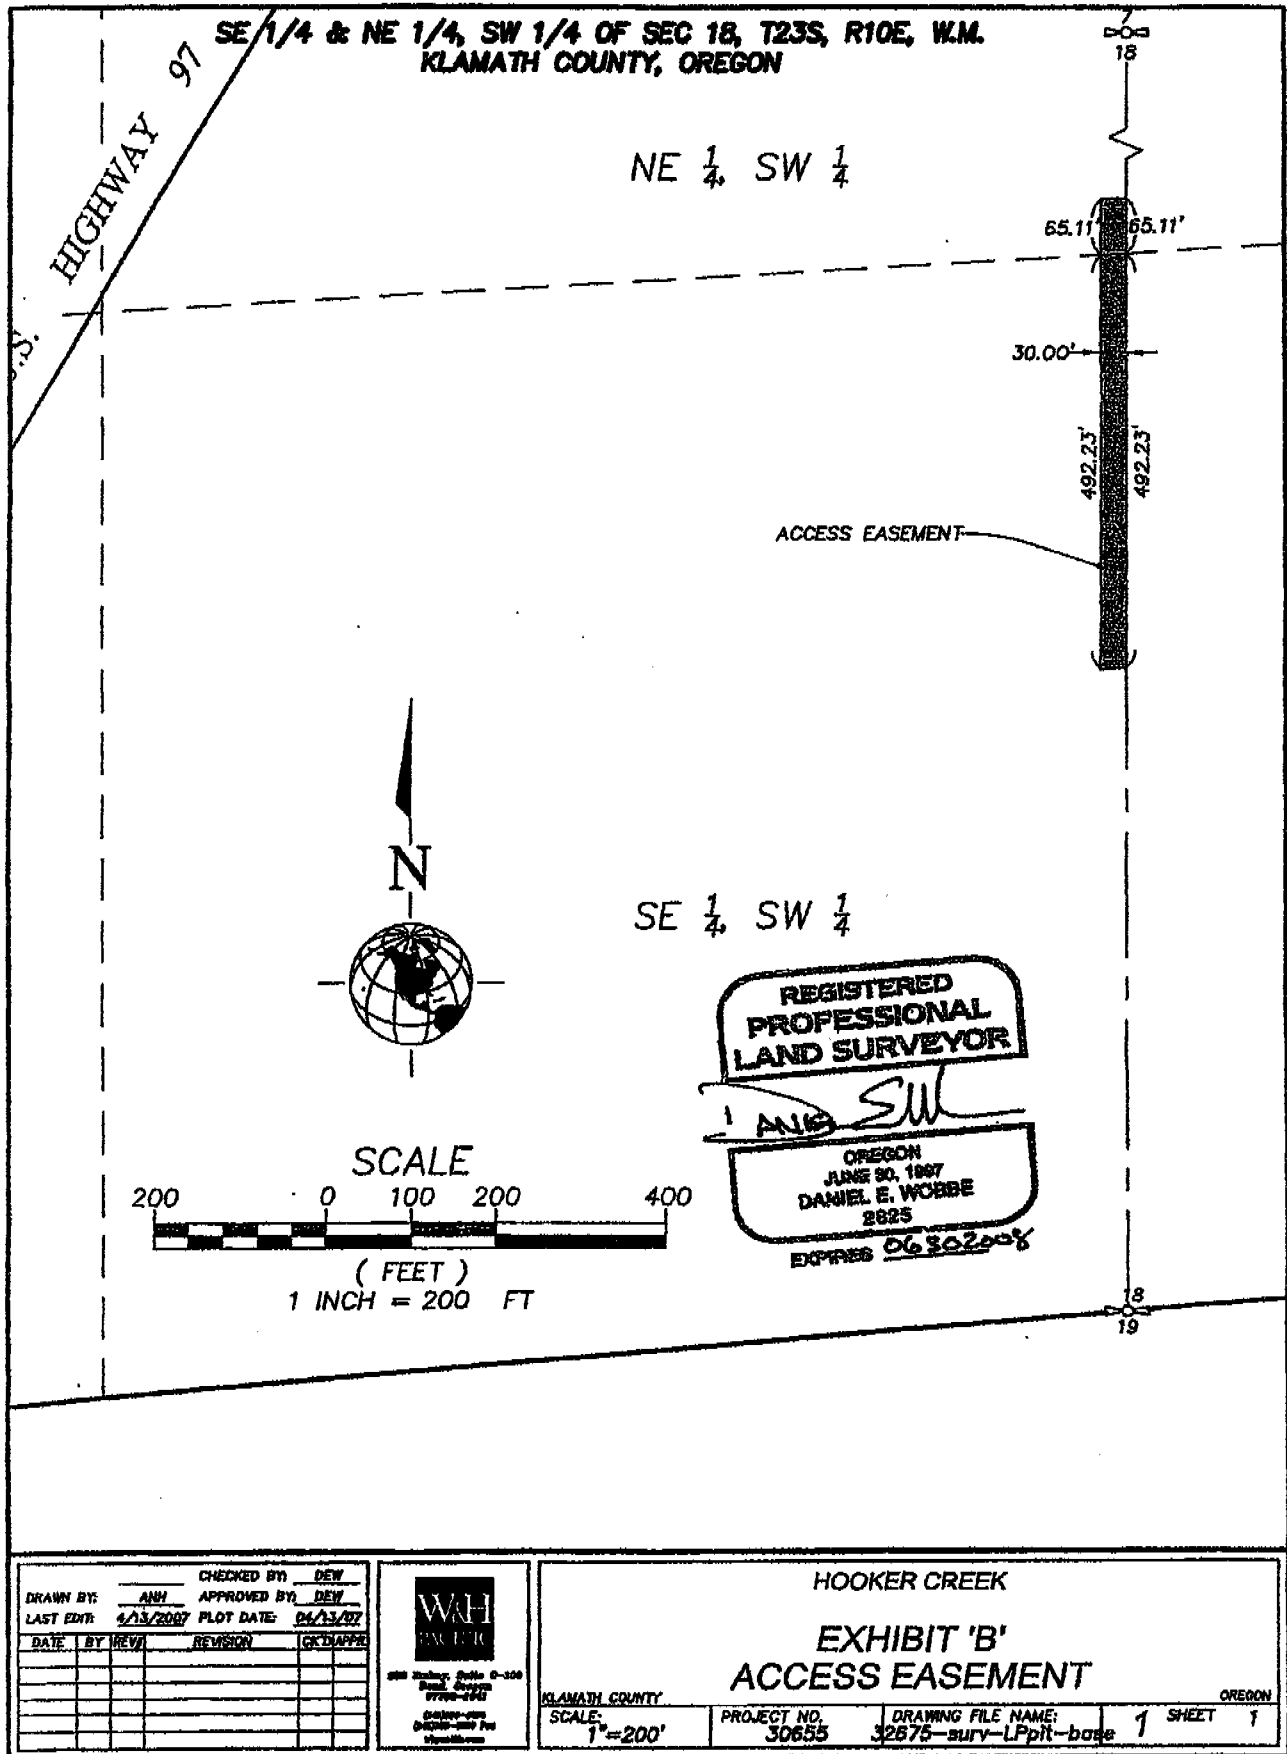 SE 1/4 & NE 1/4, SW 1/4 OF SEC 18, T23S, R10E, W.M.
KLAMATH COUNTY, OREGON
7
18
HIGHWAY 97
.S.
NE 1/4, SW 1/4
65.11' 65.11'
30.00'
492.23' 492.23'
ACCESS EASEMENT
N
SE 1/4, SW 1/4
REGISTERED
PROFESSIONAL
LAND SURVEYOR
OREGON
JUNE 30, 1997
DANIEL E. WOBBE
2825
EXPIRES 06302008
SCALE
200 0 100 200 400
( FEET )
1 INCH = 200 FT
18
19
CHECKED BY: DEW
DRAWN BY: ANH APPROVED BY: DEW
LAST EDIT: 4/13/2007 PLOT DATE: 04/13/07
DATE BY REV# REVISION CK'D APPR.
W&H
PACIFIC
HOOKER CREEK
EXHIBIT 'B'
ACCESS EASEMENT
KLAMATH COUNTY OREGON
SCALE: PROJECT NO. DRAWING FILE NAME: 1 SHEET 1
1"=200' 30655 32675-surv-LPpit-base